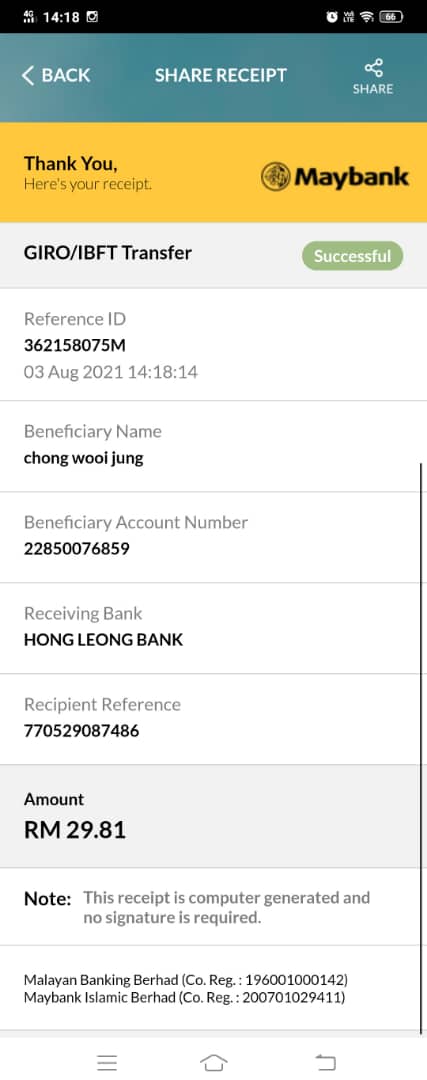 4G 14:18 Vo LTE 66
BACK SHARE RECEIPT SHARE
Thank You,
Here's your receipt.
Maybank
GIRO/IBFT Transfer Successful
Reference ID
362158075M
03 Aug 2021 14:18:14
Beneficiary Name
chong wooi jung
Beneficiary Account Number
22850076859
Receiving Bank
HONG LEONG BANK
Recipient Reference
770529087486
Amount
RM 29.81
Note: This receipt is computer generated and
no signature is required.
Malayan Banking Berhad (Co. Reg. : 196001000142)
Maybank Islamic Berhad (Co. Reg. : 200701029411)